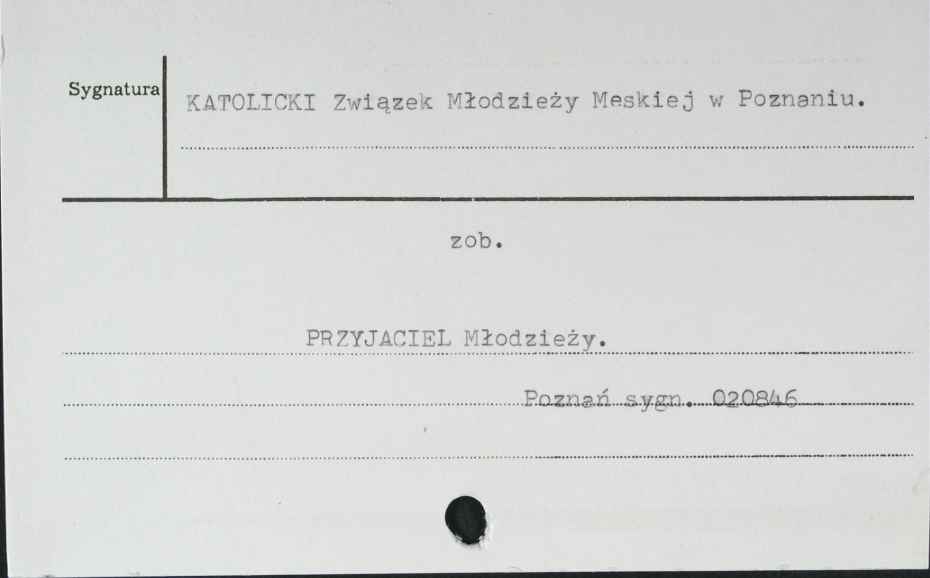 Sygnatura
KATOLICKI Związek Młodzieży Meskiej w Poznaniu.
zob.
PRZYJACIEL Młodzieży.
Poznań sygn. 020846